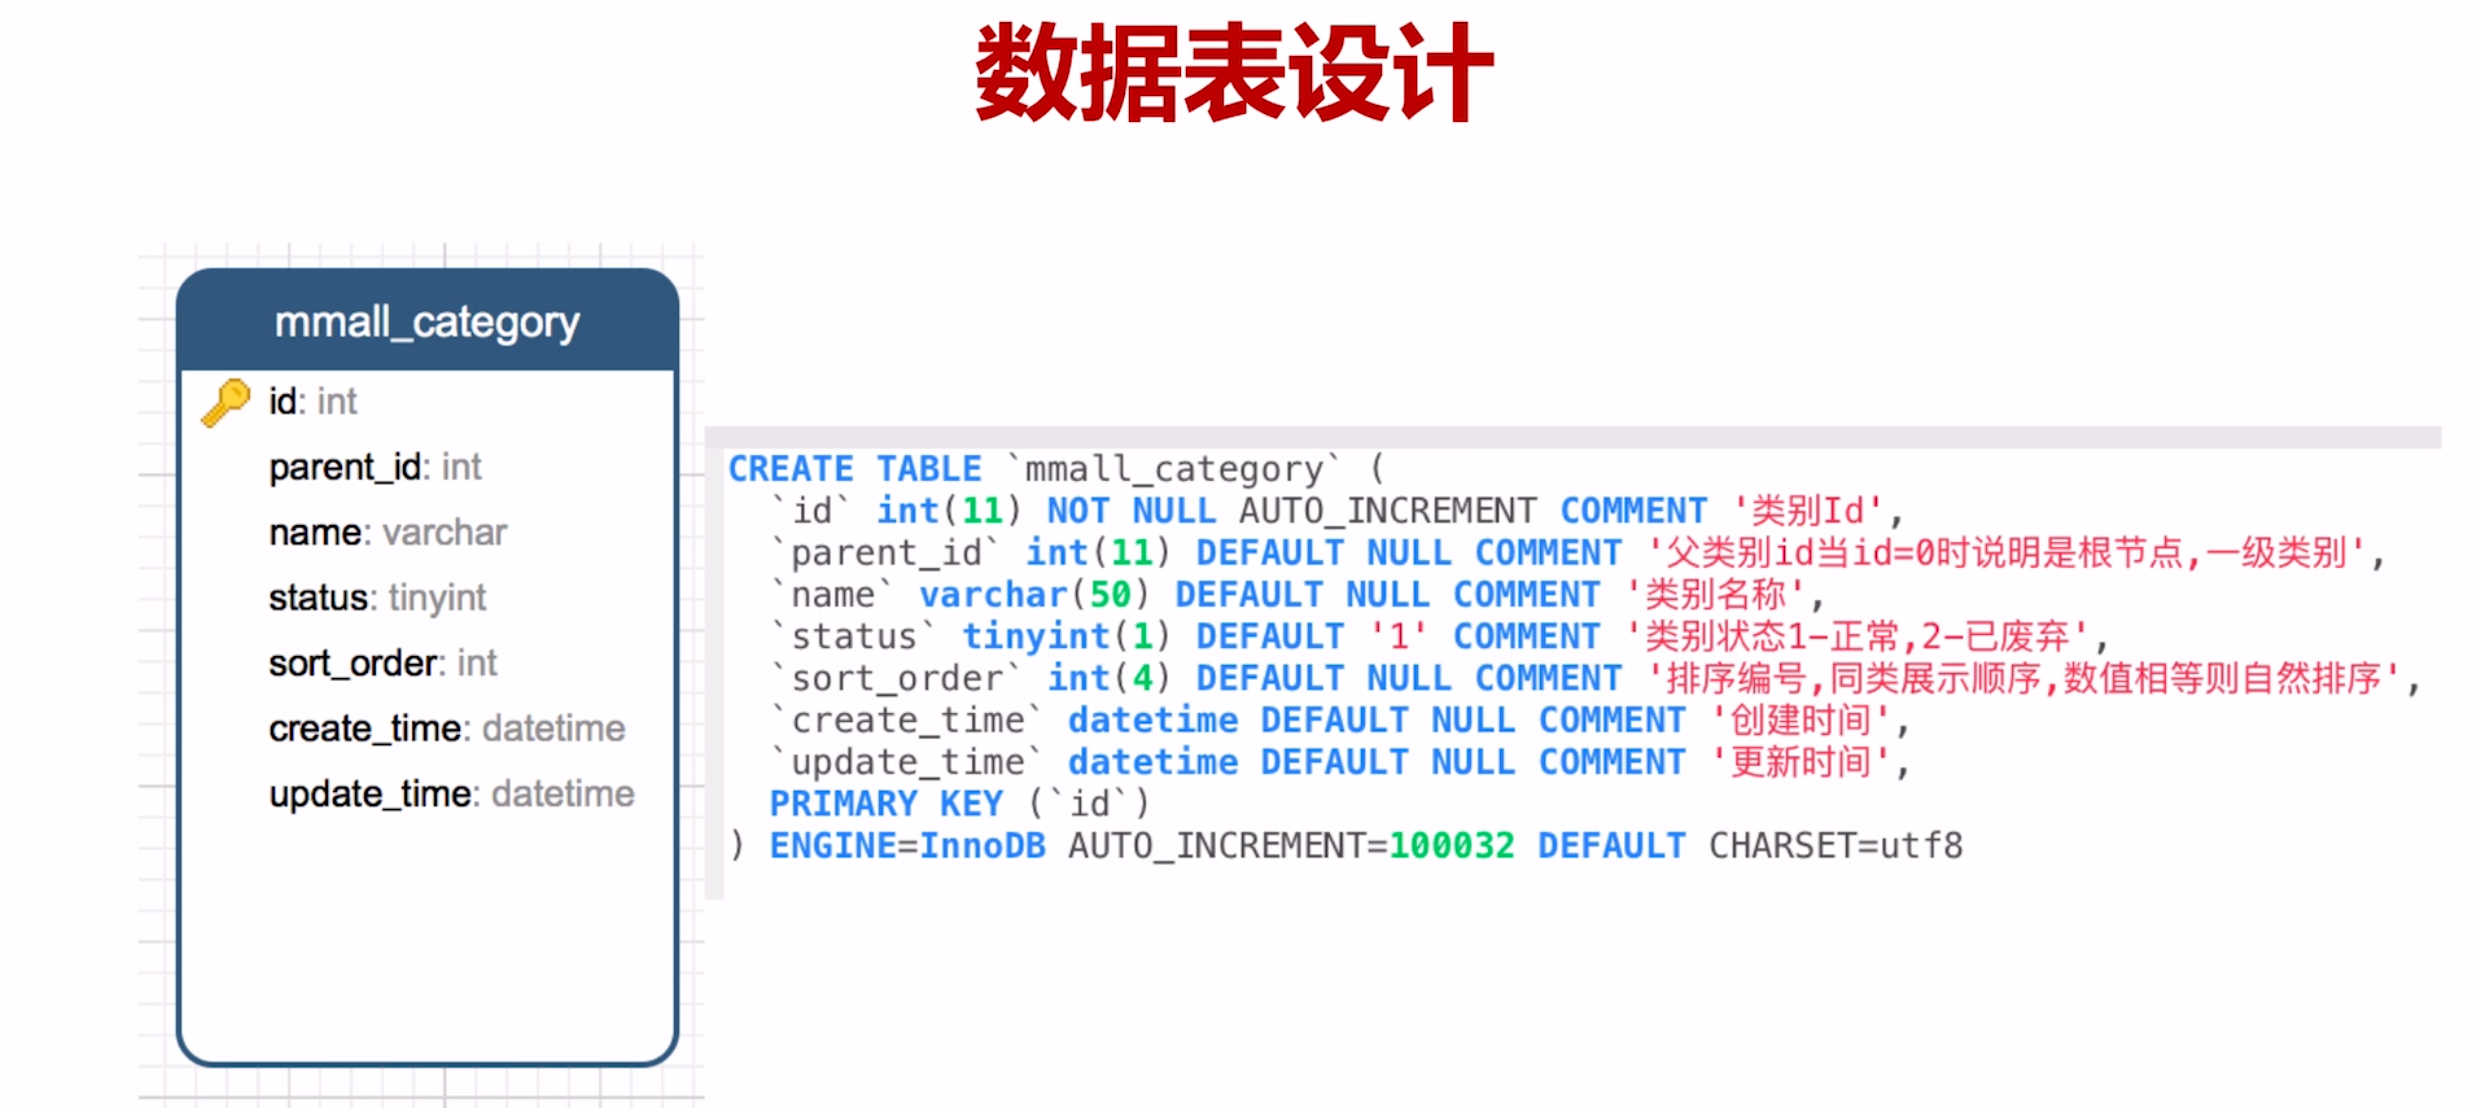 数据表设计
mmall_category
id: int
parent_id: int
name: varchar
status: tinyint
sort_order: int
create_time: datetime
update_time: datetime
CREATE TABLE `mmall_category` (
`id` int(11) NOT NULL AUTO_INCREMENT COMMENT '类别Id',
`parent_id` int(11) DEFAULT NULL COMMENT '父类别id当id=0时说明是根节点,一级类别',
`name` varchar(50) DEFAULT NULL COMMENT '类别名称',
`status` tinyint(1) DEFAULT '1' COMMENT '类别状态1-正常,2-已废弃',
`sort_order` int(4) DEFAULT NULL COMMENT '排序编号,同类展示顺序,数值相等则自然排序',
`create_time` datetime DEFAULT NULL COMMENT '创建时间',
`update_time` datetime DEFAULT NULL COMMENT '更新时间',
PRIMARY KEY (`id`)
) ENGINE=InnoDB AUTO_INCREMENT=100032 DEFAULT CHARSET=utf8